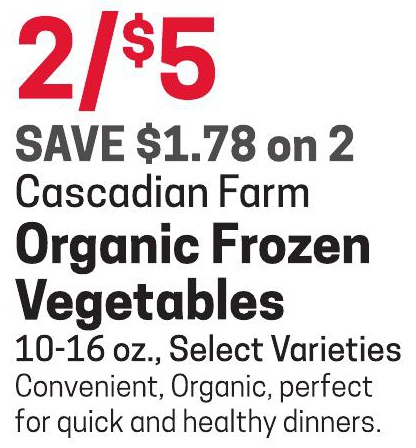 2/$5
SAVE $1.78 on 2
Cascadian Farm
Organic Frozen
Vegetables
10-16 oz., Select Varieties
Convenient, Organic, perfect
for quick and healthy dinners.